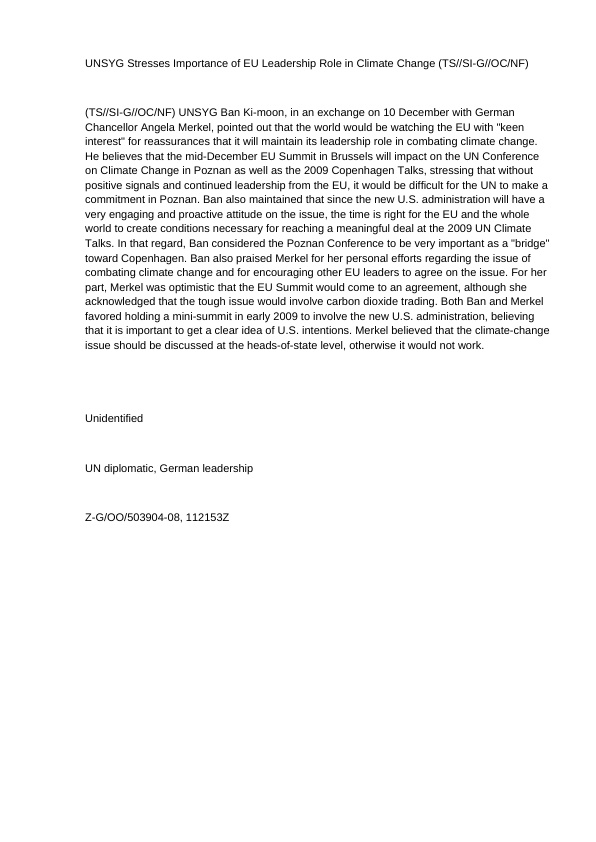 UNSYG Stresses Importance of EU Leadership Role in Climate Change (TS//SI-G//OC/NF)
(TS//SI-G//OC/NF) UNSYG Ban Ki-moon, in an exchange on 10 December with German
Chancellor Angela Merkel, pointed out that the world would be watching the EU with "keen
interest" for reassurances that it will maintain its leadership role in combating climate change.
He believes that the mid-December EU Summit in Brussels will impact on the UN Conference
on Climate Change in Poznan as well as the 2009 Copenhagen Talks, stressing that without
positive signals and continued leadership from the EU, it would be difficult for the UN to make a
commitment in Poznan. Ban also maintained that since the new U.S. administration will have a
very engaging and proactive attitude on the issue, the time is right for the EU and the whole
world to create conditions necessary for reaching a meaningful deal at the 2009 UN Climate
Talks. In that regard, Ban considered the Poznan Conference to be very important as a "bridge"
toward Copenhagen. Ban also praised Merkel for her personal efforts regarding the issue of
combating climate change and for encouraging other EU leaders to agree on the issue. For her
part, Merkel was optimistic that the EU Summit would come to an agreement, although she
acknowledged that the tough issue would involve carbon dioxide trading. Both Ban and Merkel
favored holding a mini-summit in early 2009 to involve the new U.S. administration, believing
that it is important to get a clear idea of U.S. intentions. Merkel believed that the climate-change
issue should be discussed at the heads-of-state level, otherwise it would not work.
Unidentified
UN diplomatic, German leadership
Z-G/OO/503904-08, 112153Z